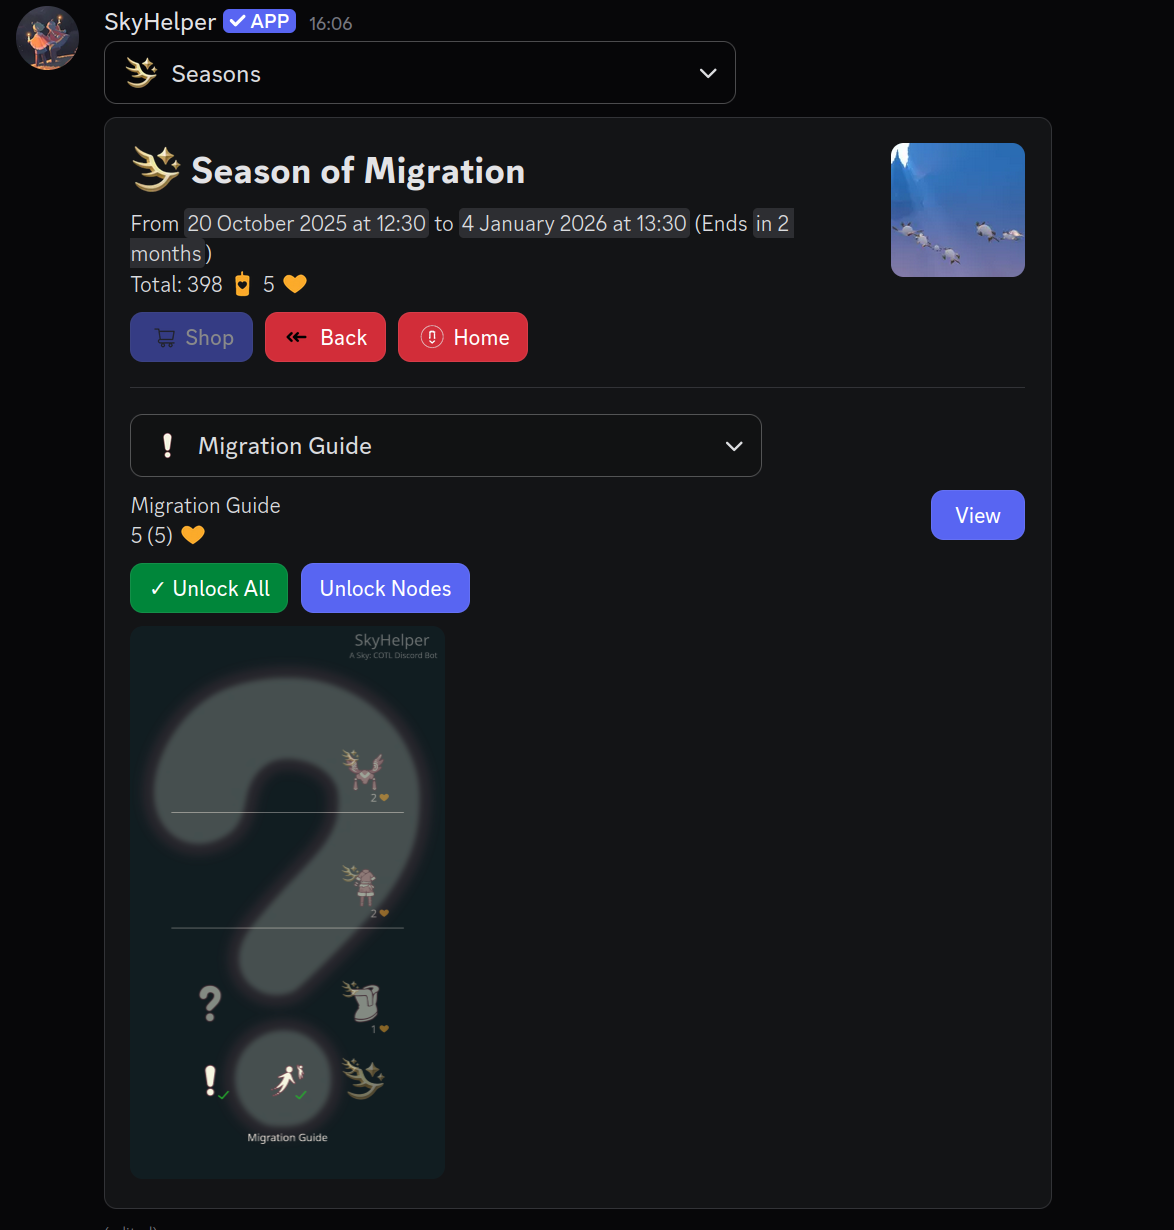 SkyHelper ✓ APP 16:06
Seasons
Season of Migration
From 20 October 2025 at 12:30 to 4 January 2026 at 13:30 (Ends in 2
months)
Total: 398 5
Shop Back Home
Migration Guide
Migration Guide
5 (5)
View
✓ Unlock All Unlock Nodes
SkyHelper
A Sky: COTL Discord Bot
2
2
?
1
!
Migration Guide